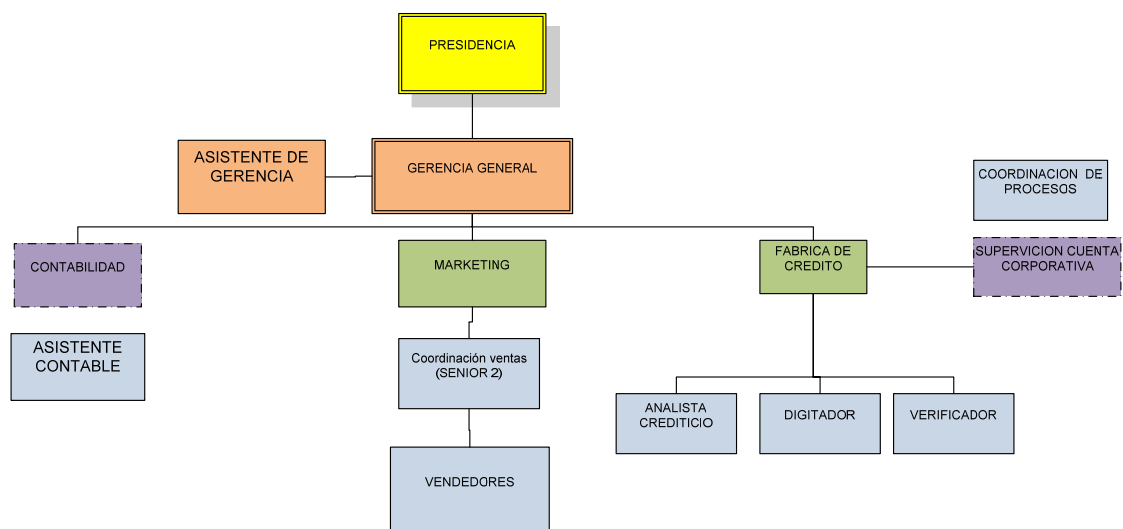 PRESIDENCIA
ASISTENTE DE
GERENCIA
GERENCIA GENERAL
COORDINACION DE
PROCESOS
CONTABILIDAD
MARKETING
FABRICA DE
CREDITO
SUPERVICION CUENTA
CORPORATIVA
ASISTENTE
CONTABLE
Coordinación ventas
(SENIOR 2)
ANALISTA
CREDITICIO
DIGITADOR
VERIFICADOR
VENDEDORES